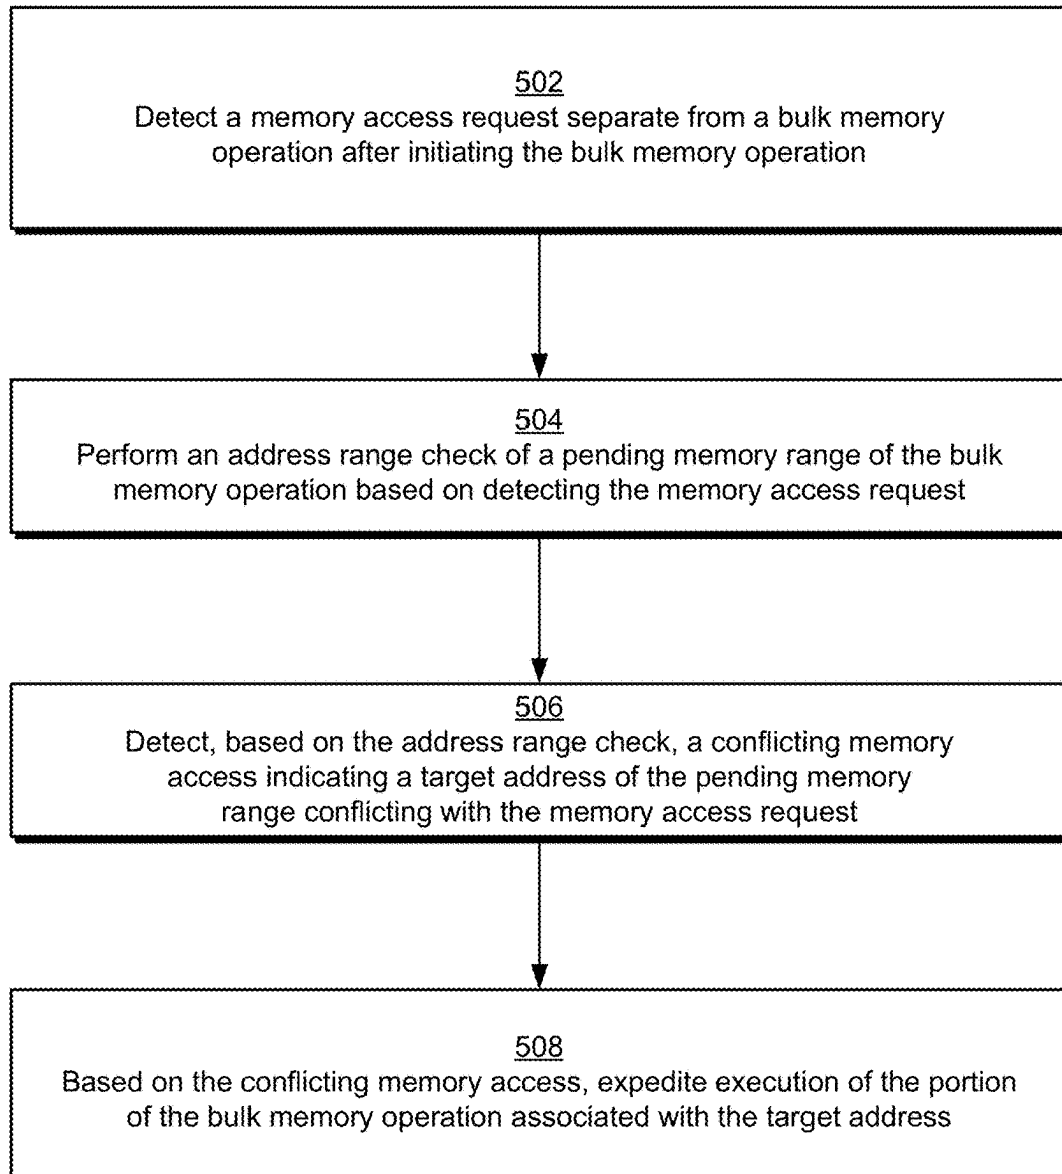 502
Detect a memory access request separate from a bulk memory
operation after initiating the bulk memory operation
504
Perform an address range check of a pending memory range of the bulk
memory operation based on detecting the memory access request
506
Detect, based on the address range check, a conflicting memory
access indicating a target address of the pending memory
range conflicting with the memory access request
508
Based on the conflicting memory access, expedite execution of the portion
of the bulk memory operation associated with the target address